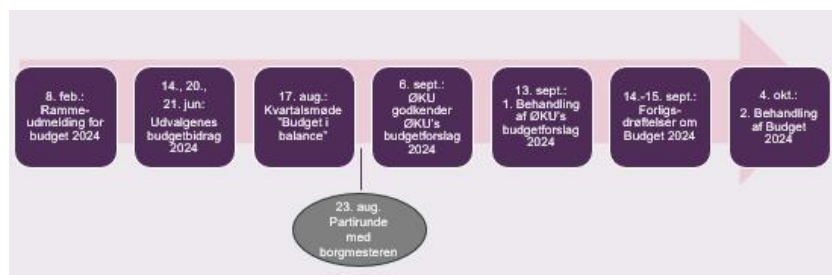 8. feb.:
Ramme-
udmelding for
budget 2024
14., 20.,
21. jun:
Udvalgenes
budgetbidrag
2024
17. aug.:
Kvartalsmøde
"Budget i
balance"
23. aug.
Partirunde
med
borgmesteren
6. sept.:
ØKU
godkender
ØKU's
budgetforslag
2024
13. sept.:
1. Behandling
af ØKU's
budgetforslag
2024
14.-15. sept.:
Forligs-
drøftelser om
Budget 2024
4. okt.:
2. Behandling
af Budget
2024